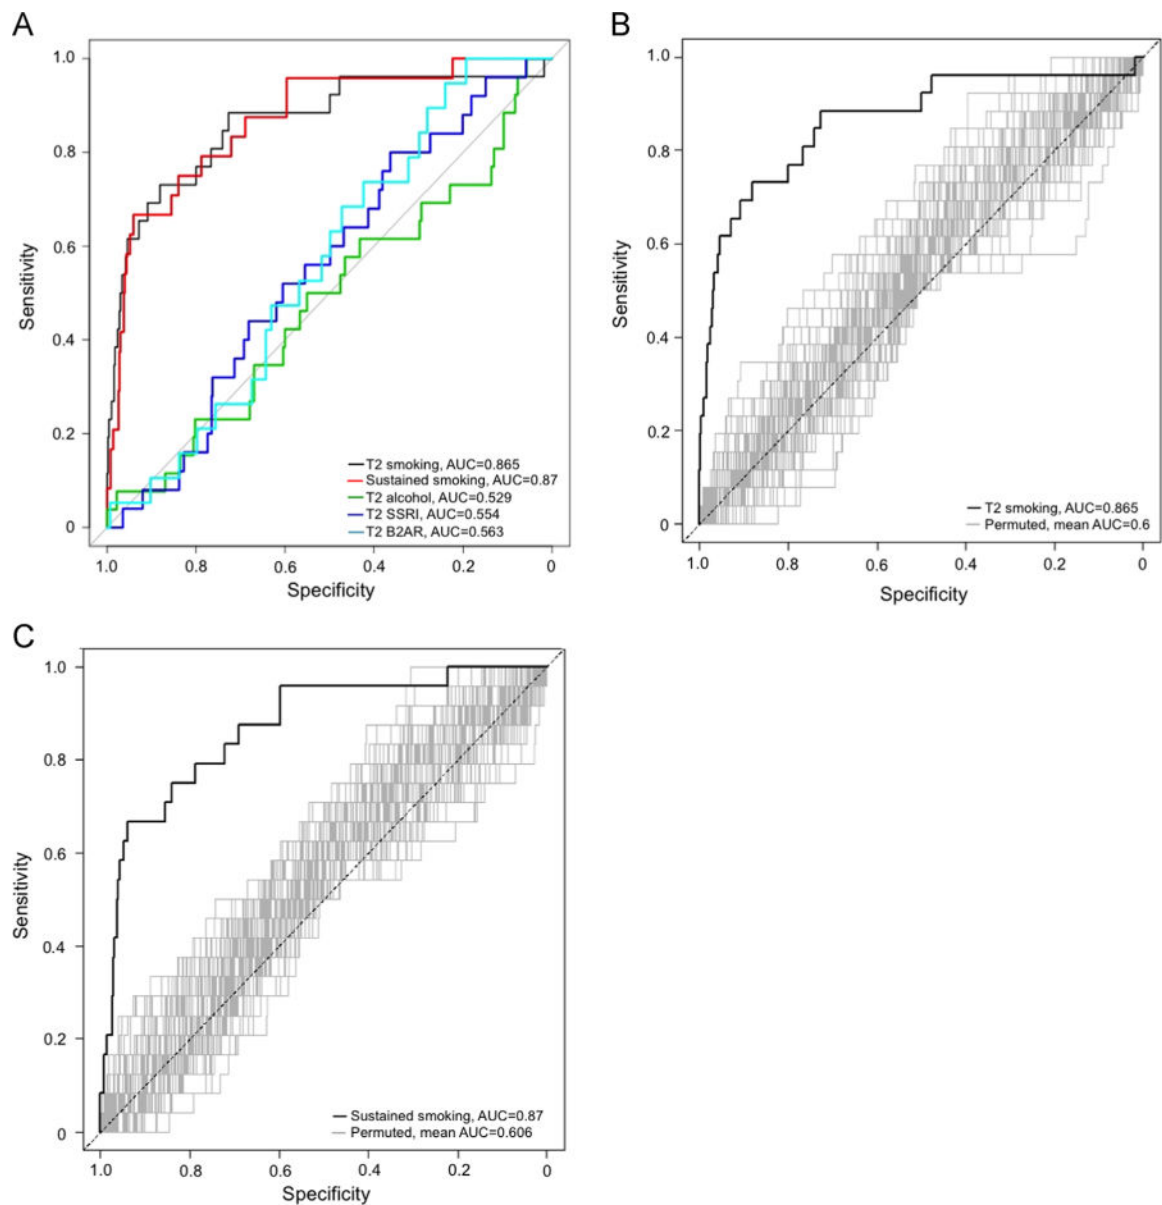 A
1.0
0.8
0.6
0.4
0.2
0
Sensitivity
T2 smoking, AUC=0.865
Sustained smoking, AUC=0.87
T2 alcohol, AUC=0.529
T2 SSRI, AUC=0.554
T2 B2AR, AUC=0.563
1.0 0.8 0.6 0.4 0.2 0
Specificity
B
1.0
0.8
0.6
0.4
0.2
0
Sensitivity
T2 smoking, AUC=0.865
Permuted, mean AUC=0.6
1.0 0.8 0.6 0.4 0.2 0
Specificity
C
1.0
0.8
0.6
0.4
0.2
0
Sensitivity
Sustained smoking, AUC=0.87
Permuted, mean AUC=0.606
1.0 0.8 0.6 0.4 0.2 0
Specificity